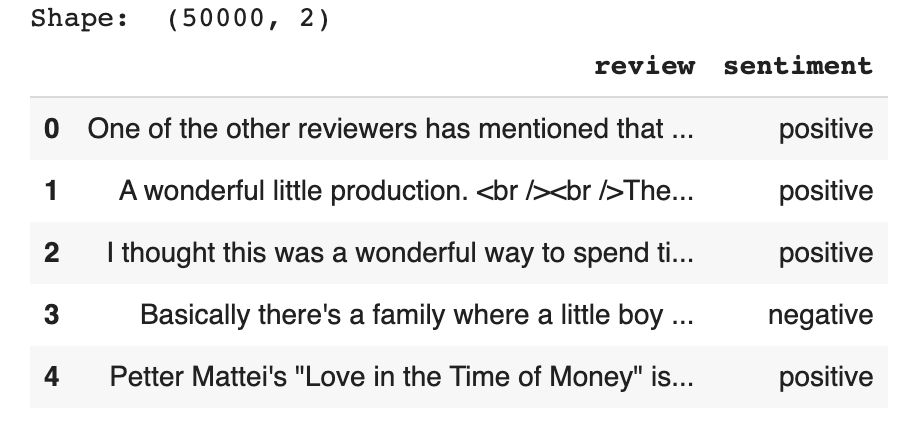 Shape: (50000, 2)
review sentiment
0 One of the other reviewers has mentioned that ... positive
1 A wonderful little production. <br /><br />The... positive
2 I thought this was a wonderful way to spend ti... positive
3 Basically there's a family where a little boy ... negative
4 Petter Mattei's "Love in the Time of Money" is... positive